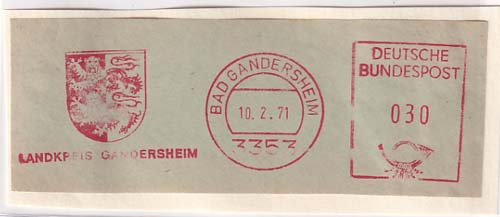 LANDKREIS GANDERSHEIM
BAD GANDERSHEIM
10.2.71
3353
DEUTSCHE
BUNDESPOST
030